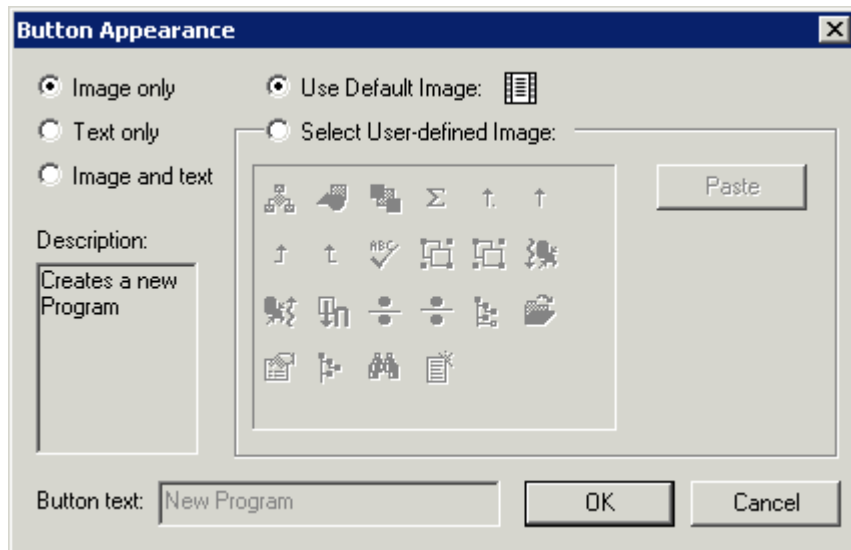 Button Appearance
Image only
Use Default Image:
Text only
Select User-defined Image:
Image and text
Paste
Description:
Creates a new
Program
Σ
ABC
Button text:
New Program
OK
Cancel